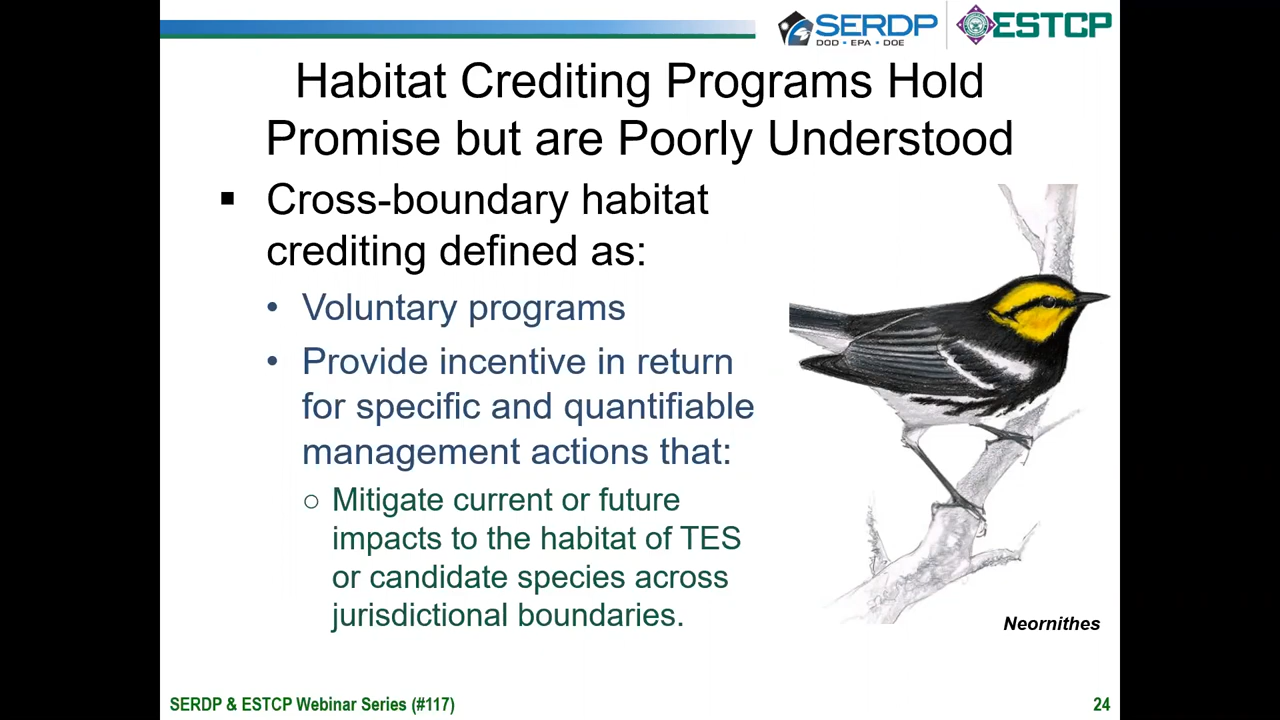 SERDP
DOD • EPA • DOE
ESTCP
Habitat Crediting Programs Hold
Promise but are Poorly Understood
▪ Cross-boundary habitat
crediting defined as:
• Voluntary programs
• Provide incentive in return
for specific and quantifiable
management actions that:
○ Mitigate current or future
impacts to the habitat of TES
or candidate species across
jurisdictional boundaries.
Neornithes
SERDP & ESTCP Webinar Series (#117)
24